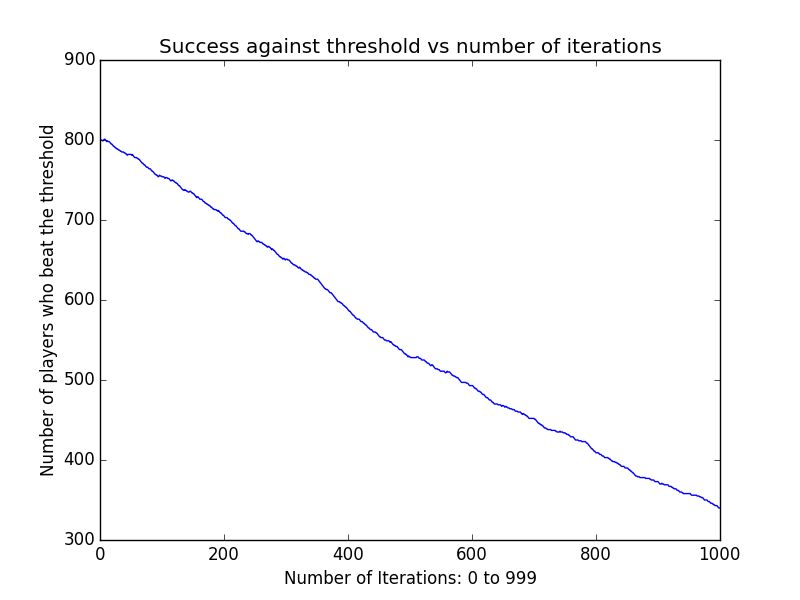 Success against threshold vs number of iterations
900
800
700
600
500
400
300
Number of players who beat the threshold
0 200 400 600 800 1000
Number of Iterations: 0 to 999